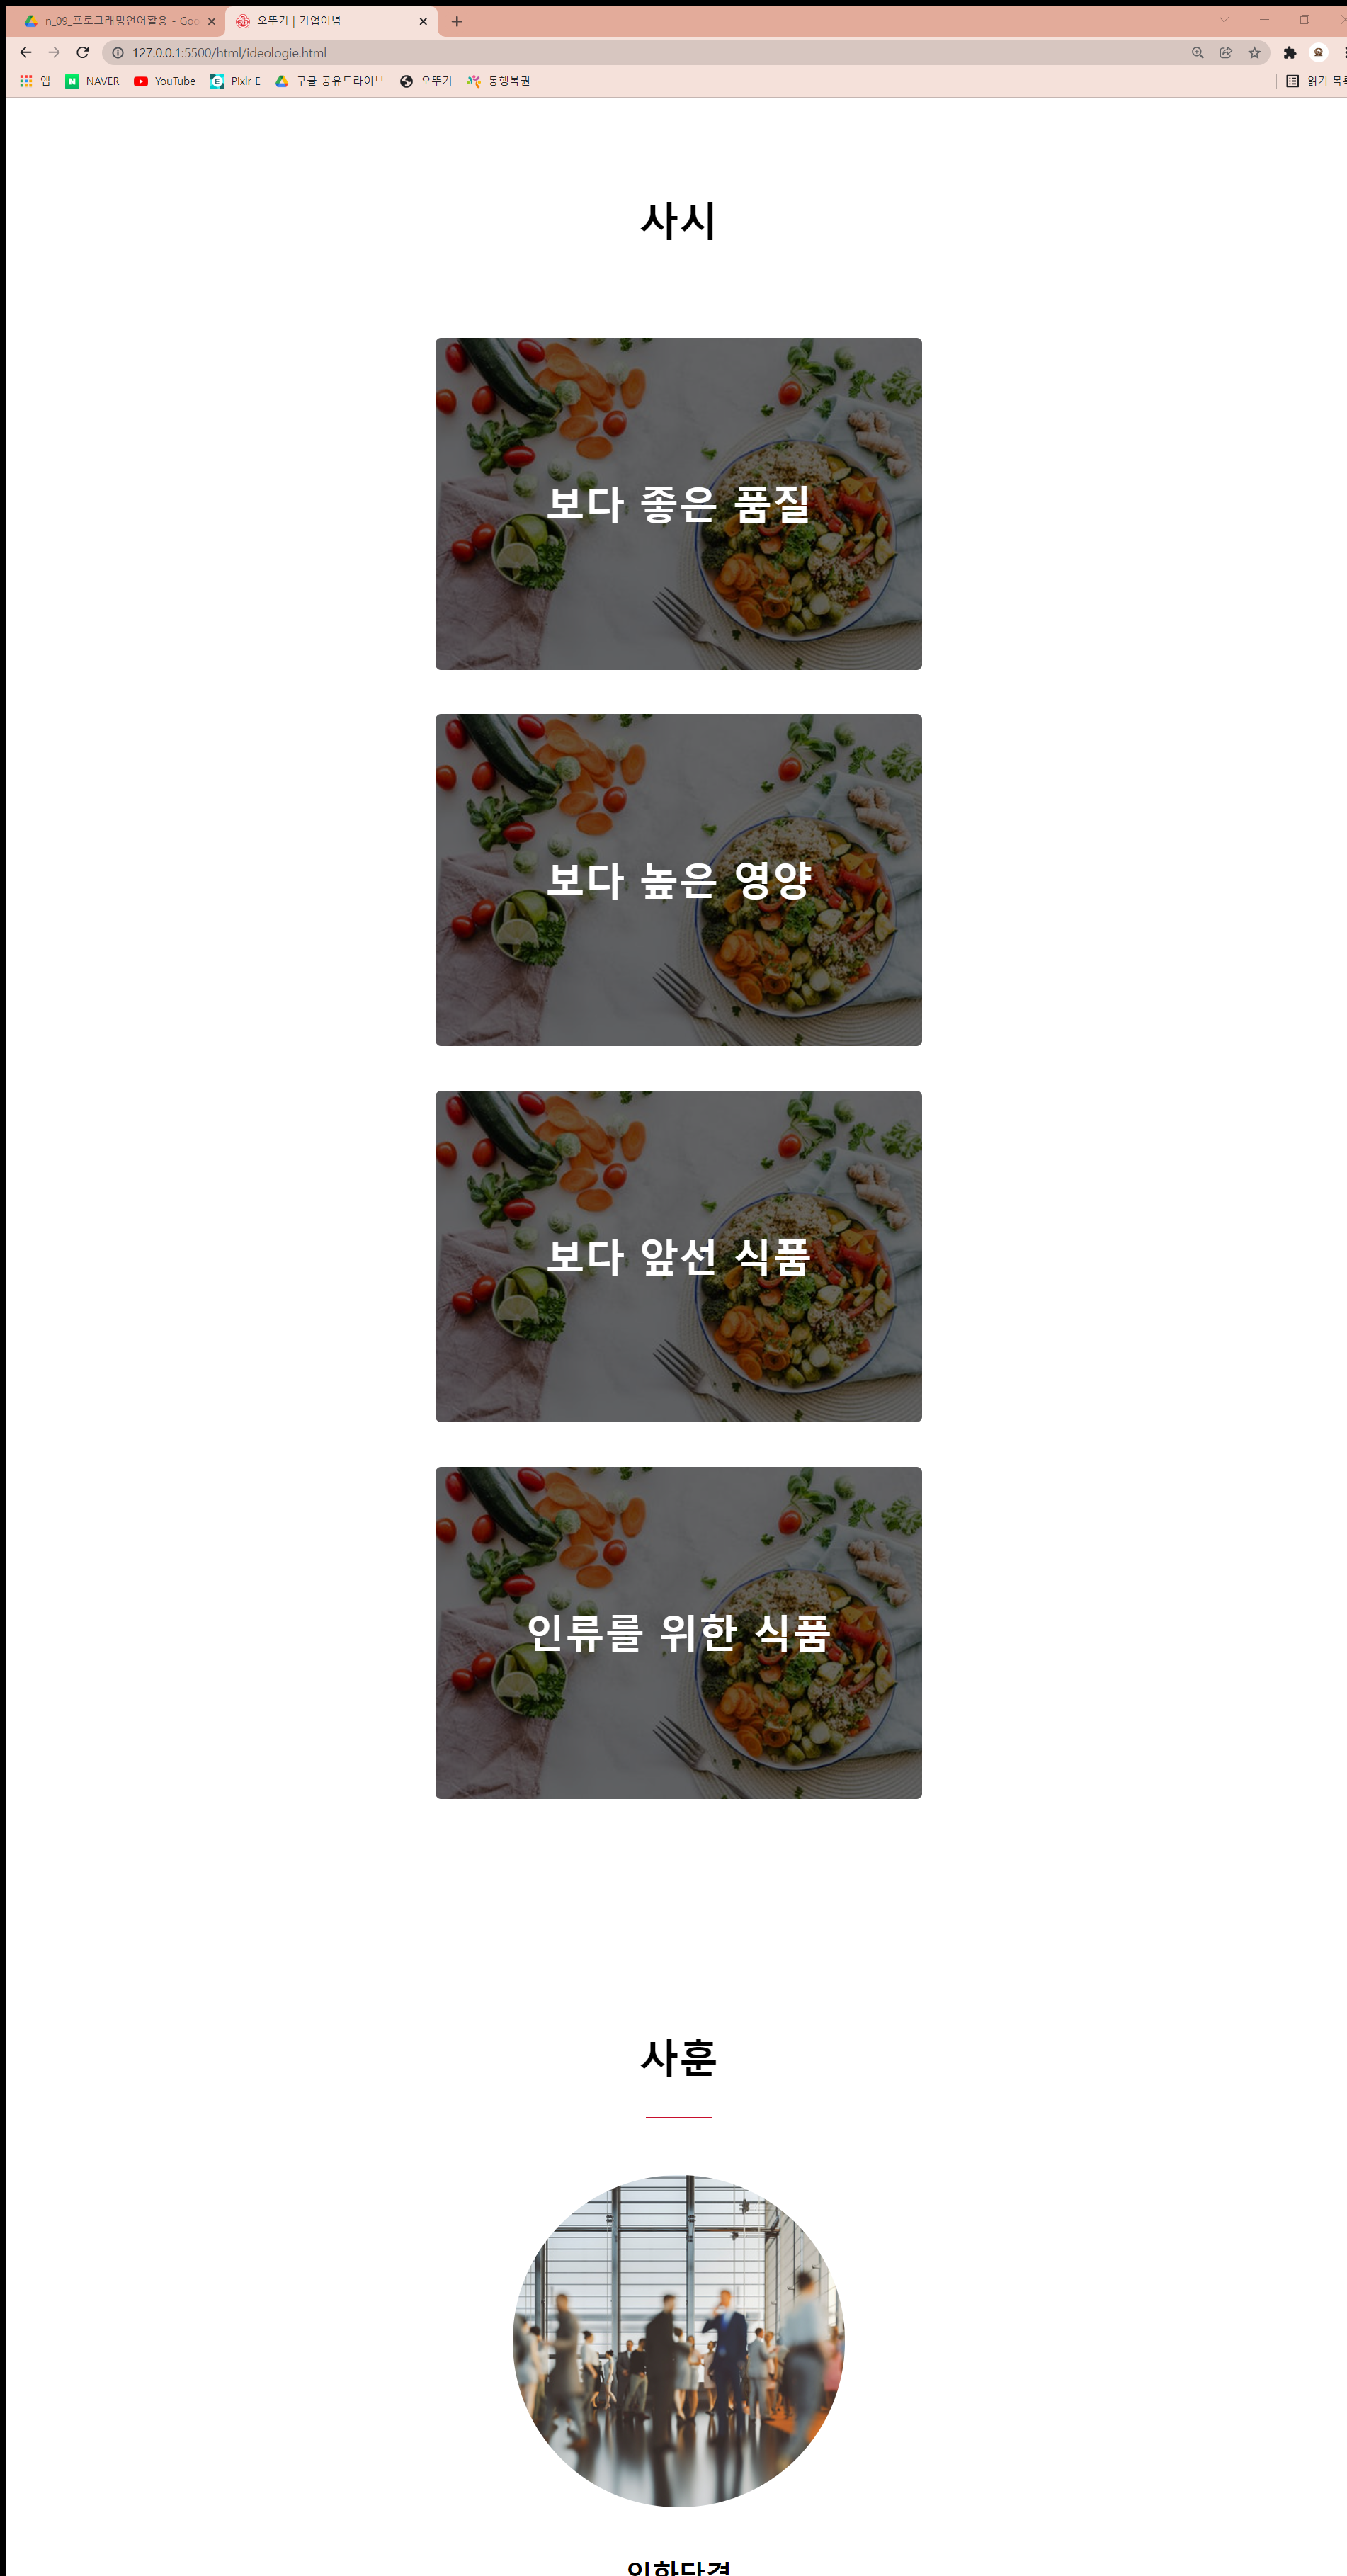 n_09_프로그래밍언어활용 - Goo
오뚜기 | 기업이념
127.0.0.1:5500/html/ideologie.html
앱
NAVER
YouTube
Pixlr E
구글 공유드라이브
오뚜기
동행복권
읽기 목록
사시
보다 좋은 품질
보다 높은 영양
보다 앞선 식품
인류를 위한 식품
사훈
인화단결